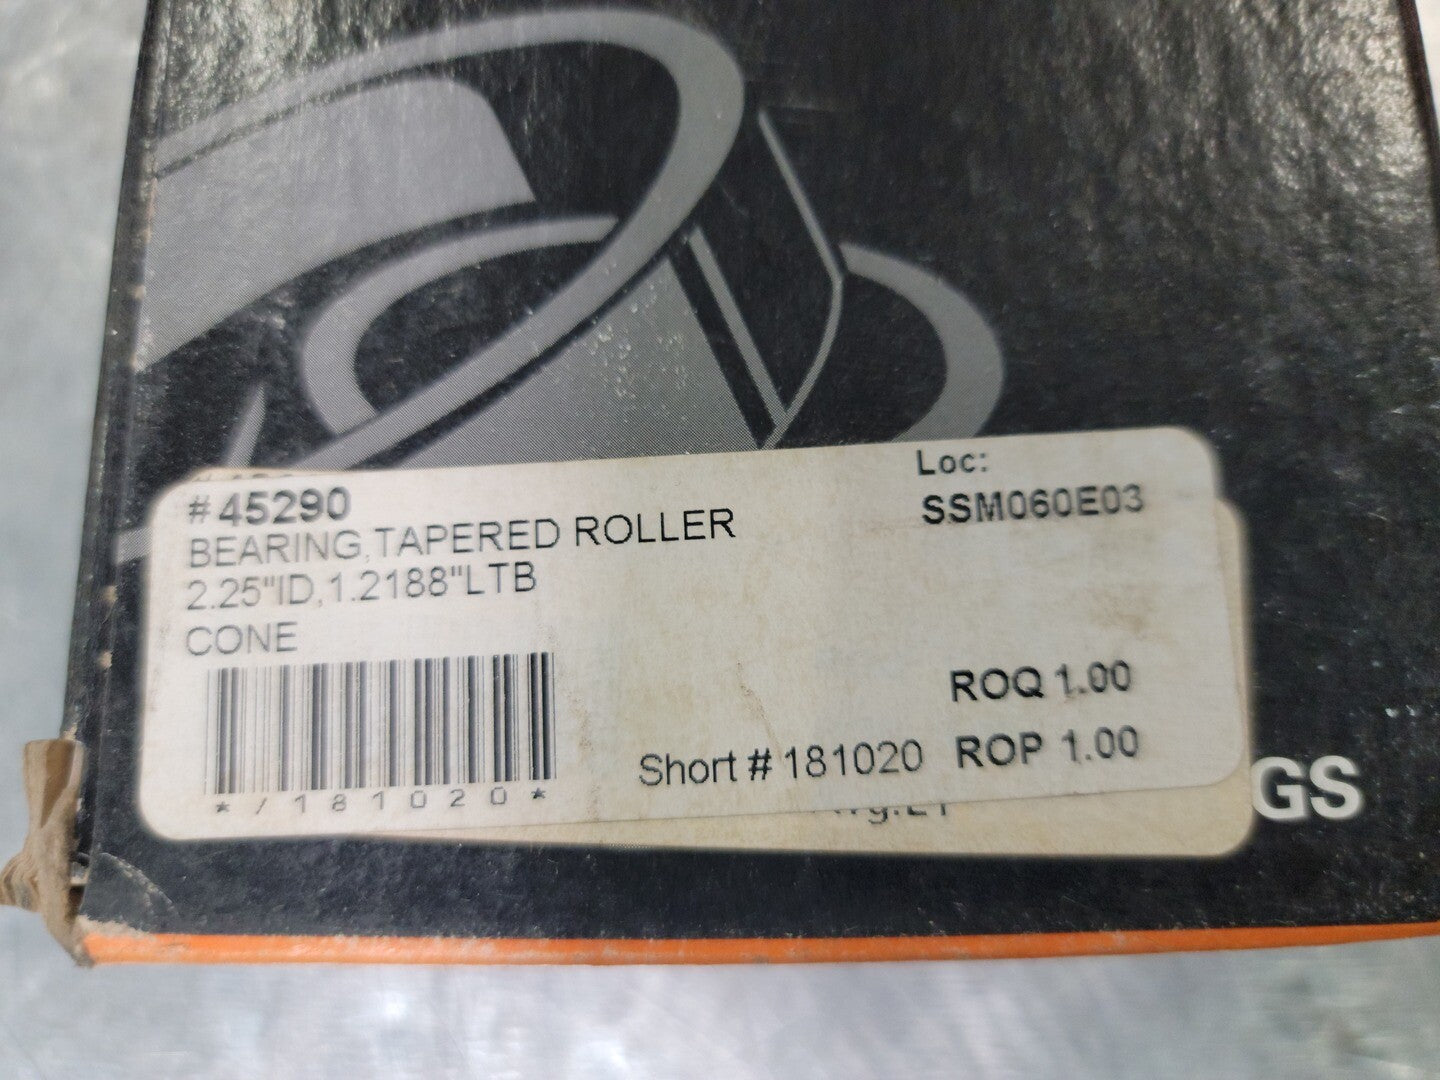 #45290
BEARING,TAPERED ROLLER
2.25"ID,1.2188"LTB
CONE
Loc:
SSM060E03
ROQ 1.00
Short # 181020 ROP 1.00
*/181020*
GS